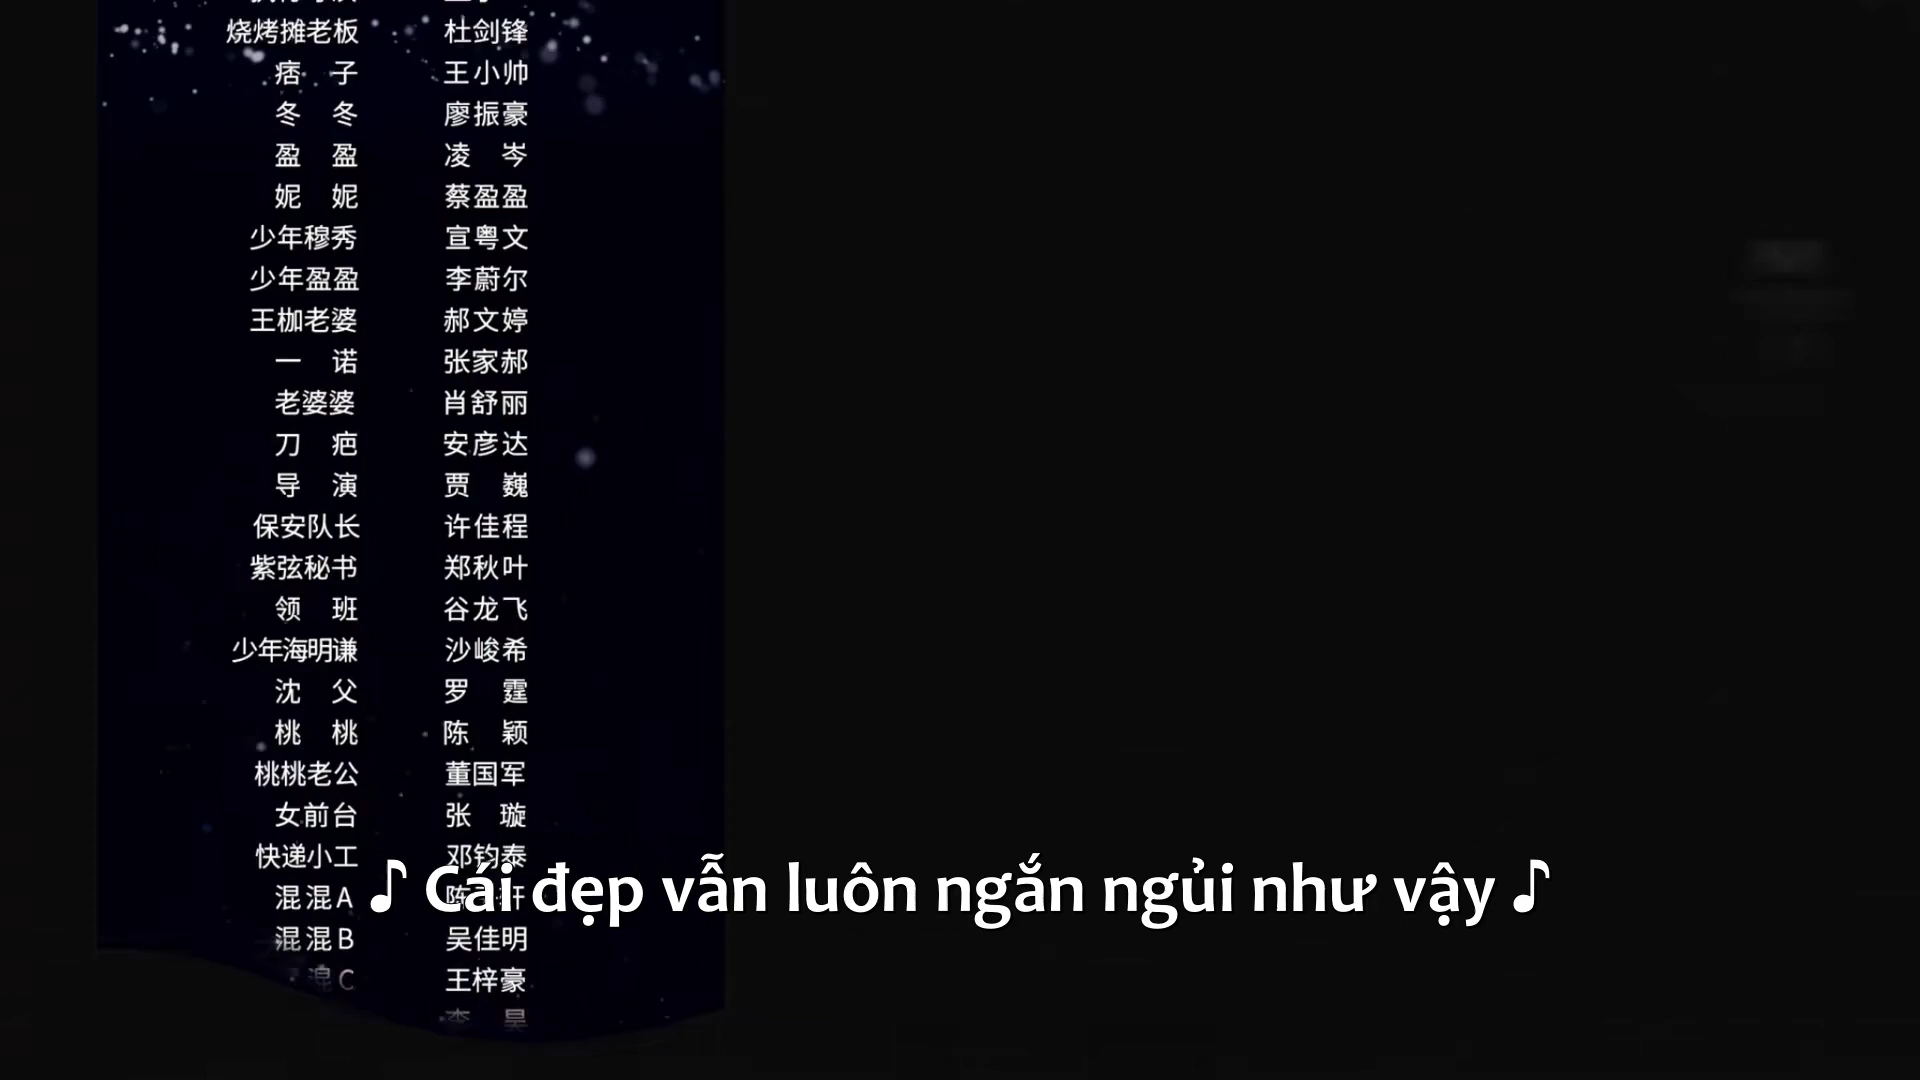 烧烤摊老板 杜剑锋
痞 子 王小帅
冬 冬 廖振豪
盈 盈 凌 岑
妮 妮 蔡盈盈
少年穆秀 宣粤文
少年盈盈 李蔚尔
王枷老婆 郝文婷
一 诺 张家郝
老婆婆 肖舒丽
刀 疤 安彦达
导 演 贾 巍
保安队长 许佳程
紫弦秘书 郑秋叶
领 班 谷龙飞
少年海明谦 沙峻希
沈 父 罗 霆
桃 桃 陈 颖
桃桃老公 董国军
女前台 张 璇
快递小工 邓钧泰
混混A
♪ Cái đẹp vẫn luôn ngắn ngủi như vậy ♪
混混B 吴佳明
混C 王梓豪
李 昊